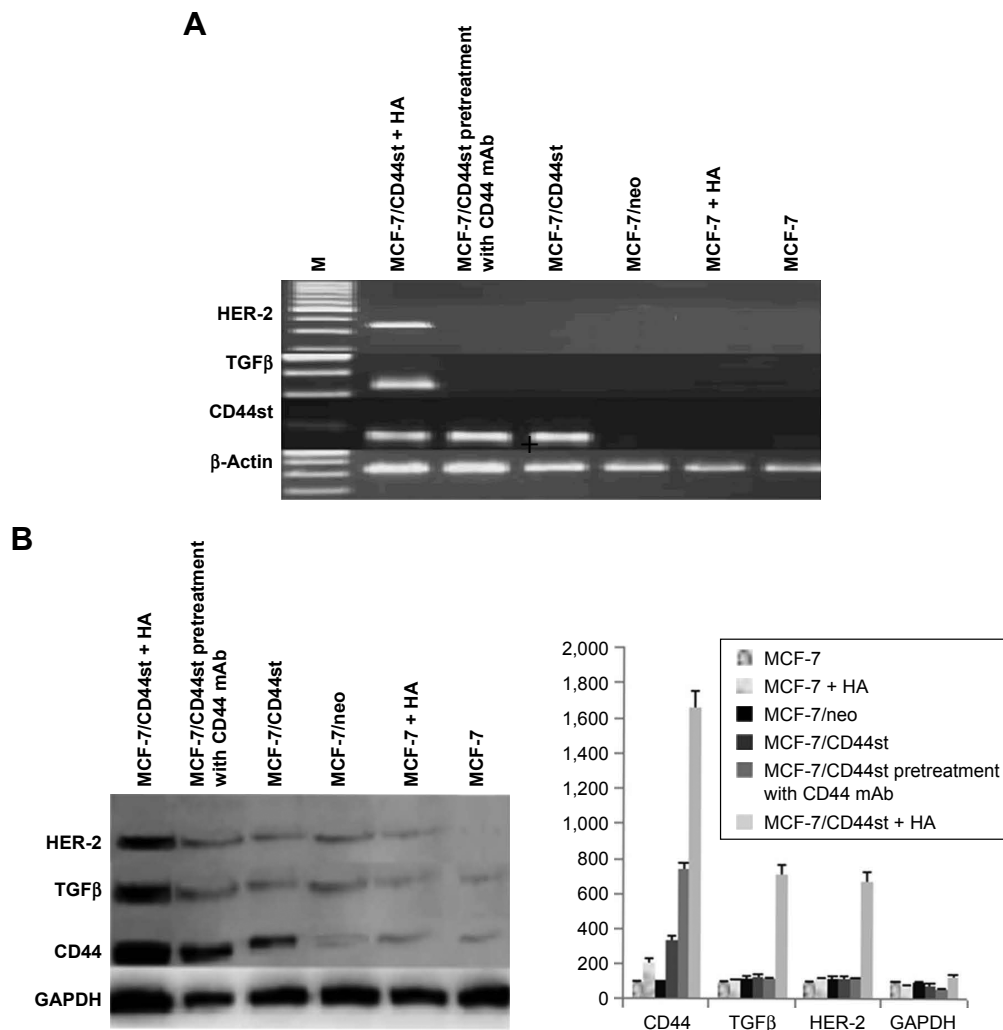 A
M
MCF-7/CD44st + HA
MCF-7/CD44st pretreatment
with CD44 mAb
MCF-7/CD44st
MCF-7/neo
MCF-7 + HA
MCF-7
HER-2
TGFβ
CD44st
β-Actin
B
MCF-7/CD44st + HA
MCF-7/CD44st pretreatment
with CD44 mAb
MCF-7/CD44st
MCF-7/neo
MCF-7 + HA
MCF-7
HER-2
TGFβ
CD44
GAPDH
2,000
1,800
1,600
1,400
1,200
1,000
800
600
400
200
0
MCF-7
MCF-7 + HA
MCF-7/neo
MCF-7/CD44st
MCF-7/CD44st pretreatment
with CD44 mAb
MCF-7/CD44st + HA
CD44 TGFβ HER-2 GAPDH